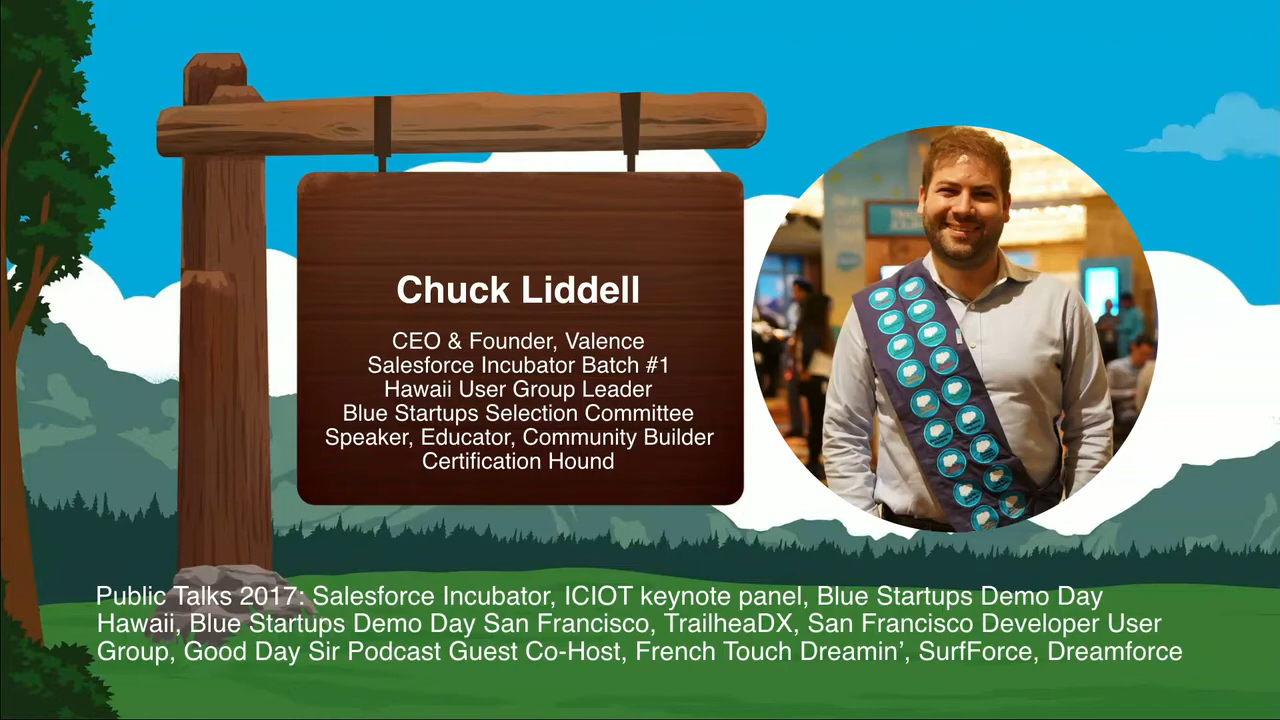 Chuck Liddell
CEO & Founder, Valence
Salesforce Incubator Batch #1
Hawaii User Group Leader
Blue Startups Selection Committee
Speaker, Educator, Community Builder
Certification Hound
Public Talks 2017: Salesforce Incubator, ICIOT keynote panel, Blue Startups Demo Day
Hawaii, Blue Startups Demo Day San Francisco, TrailheaDX, San Francisco Developer User
Group, Good Day Sir Podcast Guest Co-Host, French Touch Dreamin’, SurfForce, Dreamforce